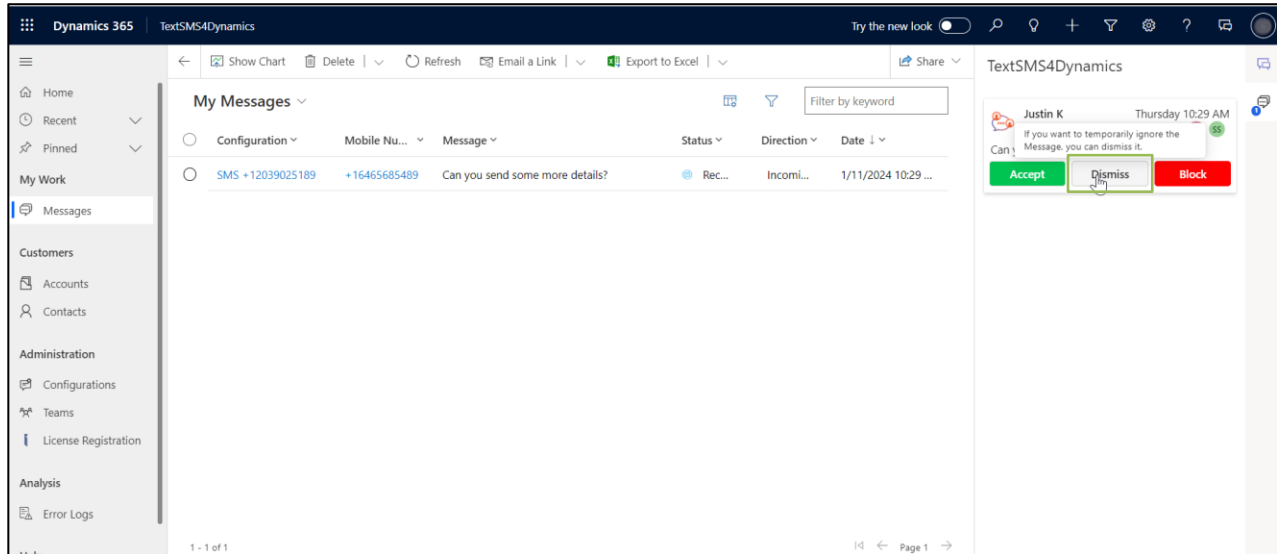 Dynamics 365 TextSMS4Dynamics Try the new look
Show Chart Delete Refresh Email a Link Export to Excel Share
TextSMS4Dynamics
Home
Recent
Pinned
My Work
Messages
Customers
Accounts
Contacts
Administration
Configurations
Teams
License Registration
Analysis
Error Logs
My Messages
Filter by keyword
Configuration Mobile Nu... Message Status Direction Date ↓
SMS +12039025189 +16465685489 Can you send some more details? Rec... Incomi... 1/11/2024 10:29 ...
1 - 1 of 1
Page 1
Justin K Thursday 10:29 AM
SS
If you want to temporarily ignore the
Message, you can dismiss it.
Can
Accept Dismiss Block
1